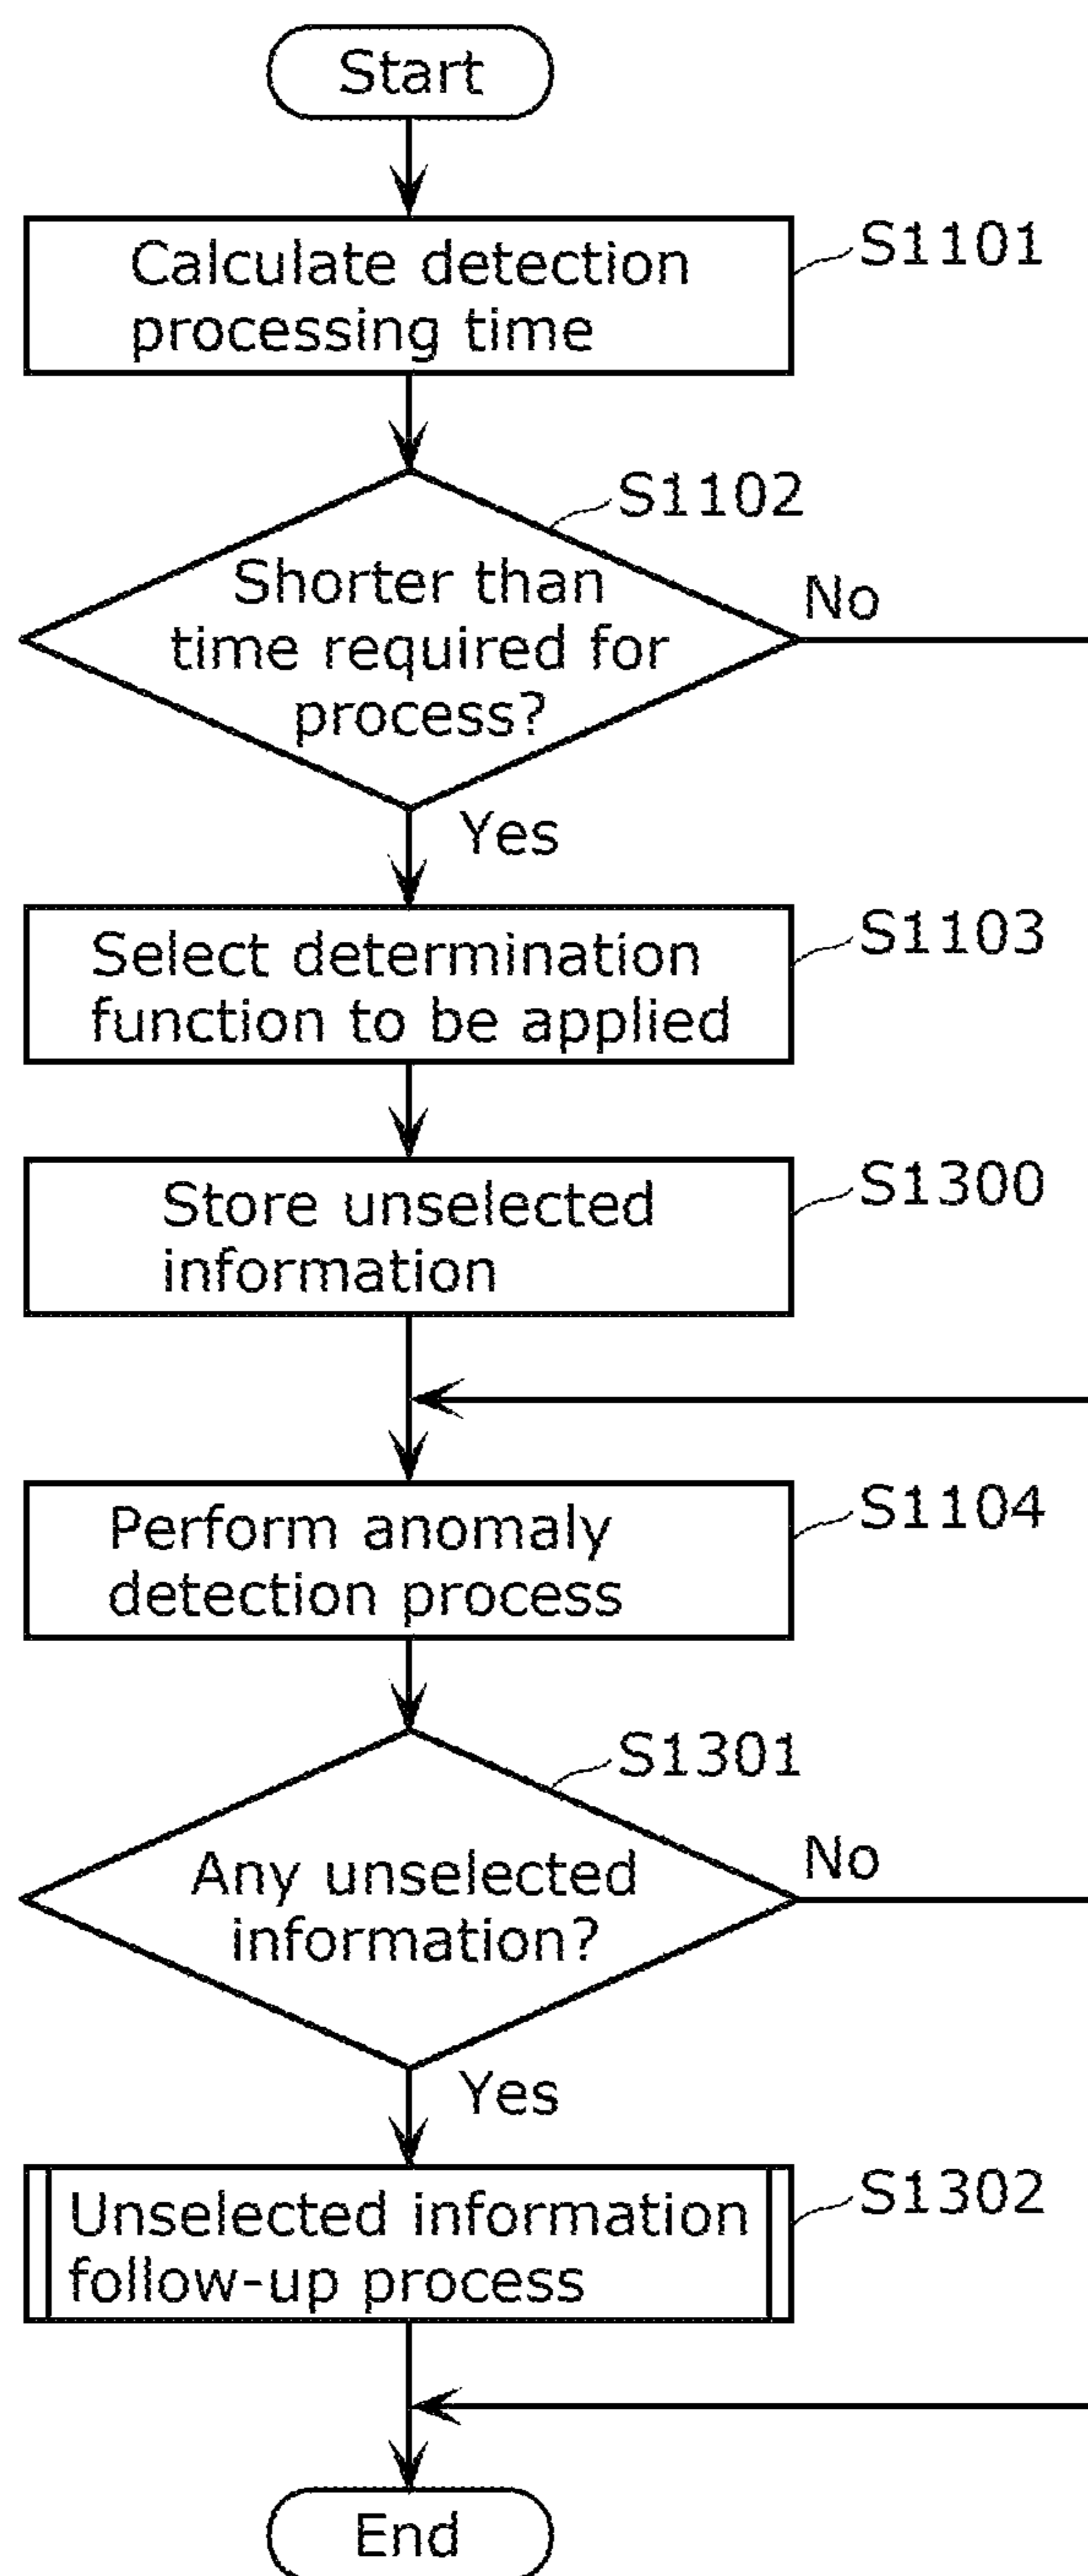 Start
Calculate detection
processing time
S1101
S1102
Shorter than
time required for
process?
No
Yes
Select determination
function to be applied
S1103
Store unselected
information
S1300
Perform anomaly
detection process
S1104
S1301
Any unselected
information?
No
Yes
Unselected information
follow-up process
S1302
End